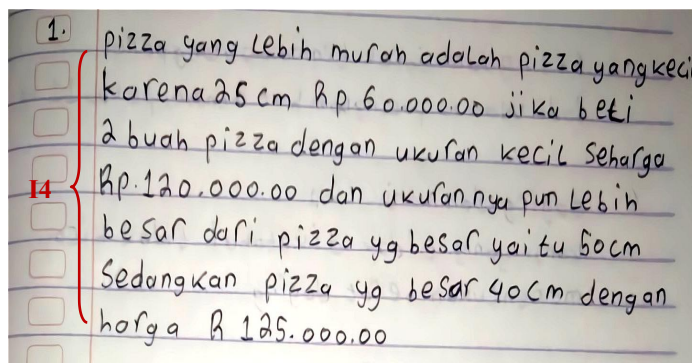 1.
pizza yang Lebih murah adalah pizza yang keci
karena 25 cm Rp. 60.000.00 jika beli
2 buah pizza dengan ukuran kecil seharga
I4
Rp. 120.000.00 dan ukurannya pun Lebih
besar dari pizza yg besar yaitu 50cm
Sedangkan pizza yg besar 40cm dengan
harga R 125.000.00